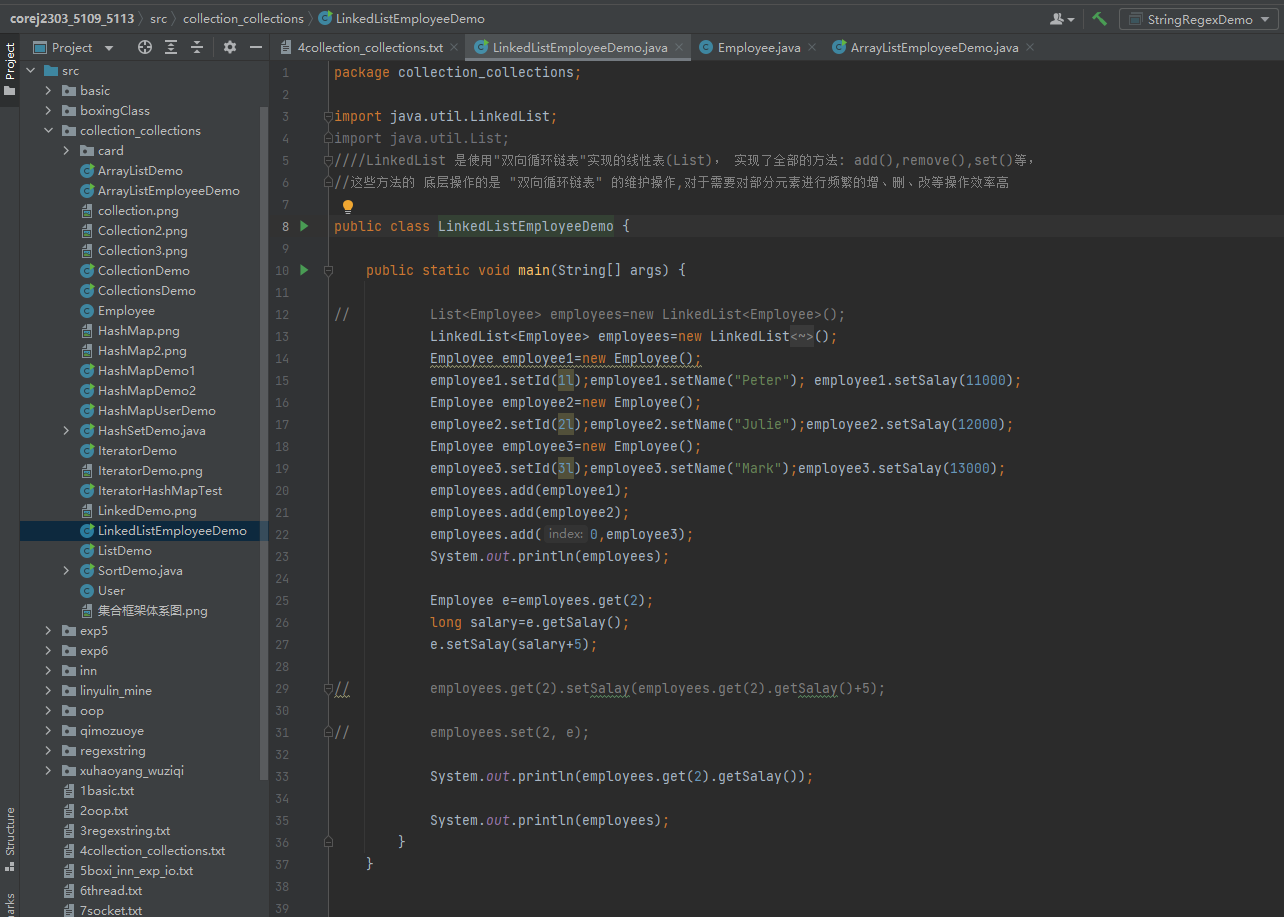 corej2303_5109_5113 〉 src 〉 collection_collections 〉 LinkedListEmployeeDemo
StringRegexDemo
Project
Project
4collection_collections.txt
LinkedListEmployeeDemo.java
Employee.java
ArrayListEmployeeDemo.java
src
basic
boxingClass
collection_collections
card
ArrayListDemo
ArrayListEmployeeDemo
collection.png
Collection2.png
Collection3.png
CollectionDemo
CollectionsDemo
Employee
HashMap.png
HashMap2.png
HashMapDemo1
HashMapDemo2
HashMapUserDemo
HashSetDemo.java
IteratorDemo
IteratorDemo.png
IteratorHashMapTest
LinkedDemo.png
LinkedListEmployeeDemo
ListDemo
SortDemo.java
User
集合框架体系图.png
exp5
exp6
inn
linyulin_mine
oop
qimozuoye
regexstring
xuhaoyang_wuziqi
1basic.txt
2oop.txt
3regexstring.txt
4collection_collections.txt
5boxi_inn_exp_io.txt
6thread.txt
7socket.txt
Structure
1 package collection_collections;
2
3 import java.util.LinkedList;
4 import java.util.List;
5 ////LinkedList 是使用"双向循环链表"实现的线性表(List), 实现了全部的方法: add(),remove(),set()等,
6 //这些方法的 底层操作的是 "双向循环链表" 的维护操作,对于需要对部分元素进行频繁的增、删、改等操作效率高
7
8 public class LinkedListEmployeeDemo {
9
10 public static void main(String[] args) {
11
12 // List<Employee> employees=new LinkedList<Employee>();
13 LinkedList<Employee> employees=new LinkedList<~>();
14 Employee employee1=new Employee();
15 employee1.setId(1l);employee1.setName("Peter"); employee1.setSalay(11000);
16 Employee employee2=new Employee();
17 employee2.setId(2l);employee2.setName("Julie");employee2.setSalay(12000);
18 Employee employee3=new Employee();
19 employee3.setId(3l);employee3.setName("Mark");employee3.setSalay(13000);
20 employees.add(employee1);
21 employees.add(employee2);
22 employees.add( index: 0,employee3);
23 System.out.println(employees);
24
25 Employee e=employees.get(2);
26 long salary=e.getSalay();
27 e.setSalay(salary+5);
28
29 // employees.get(2).setSalay(employees.get(2).getSalay()+5);
30
31 // employees.set(2, e);
32
33 System.out.println(employees.get(2).getSalay());
34
35 System.out.println(employees);
36 }
37 }
38
39